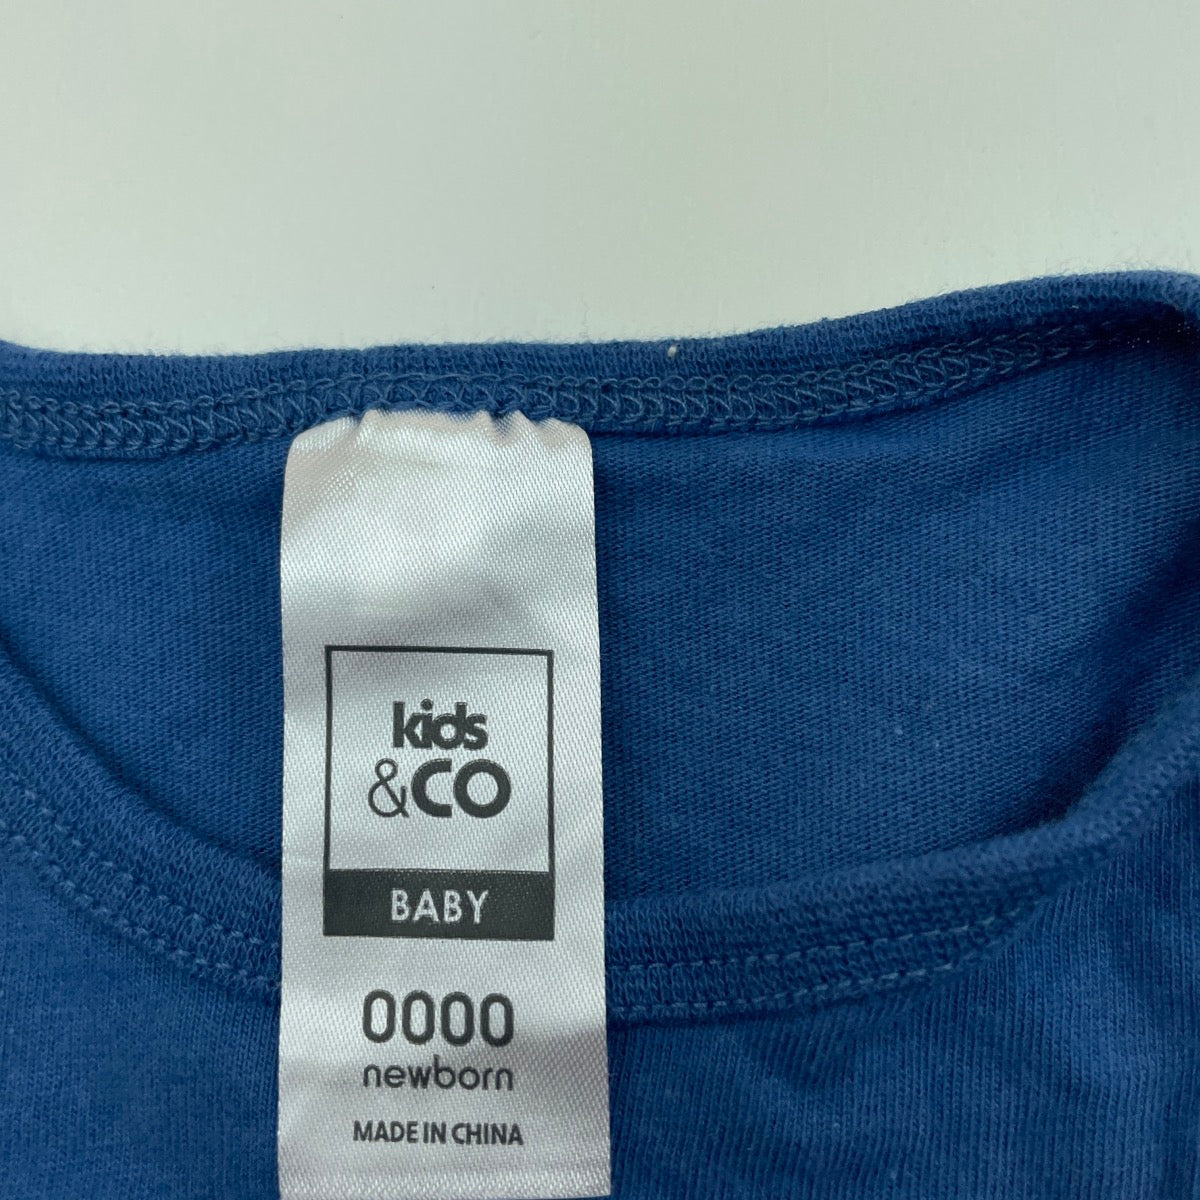 kids
&CO
BABY
0000
newborn
MADE IN CHINA